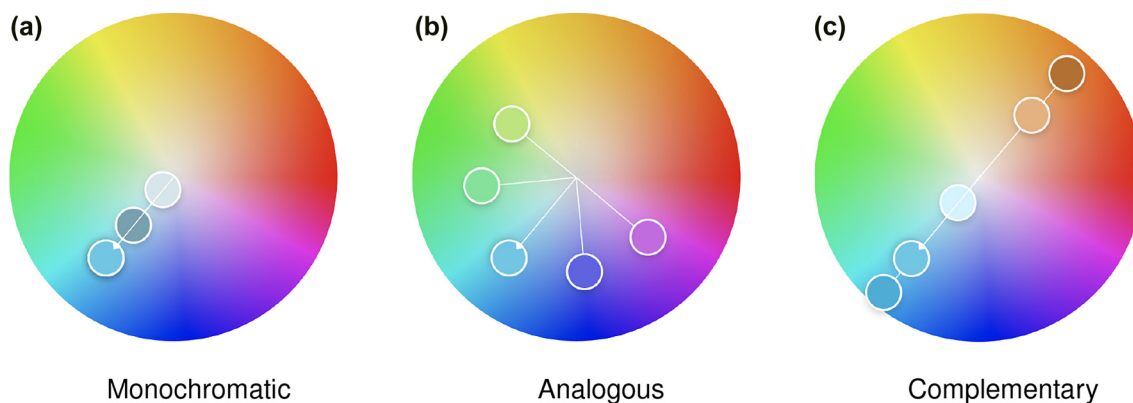 (a)
(b)
(c)
Monochromatic
Analogous
Complementary